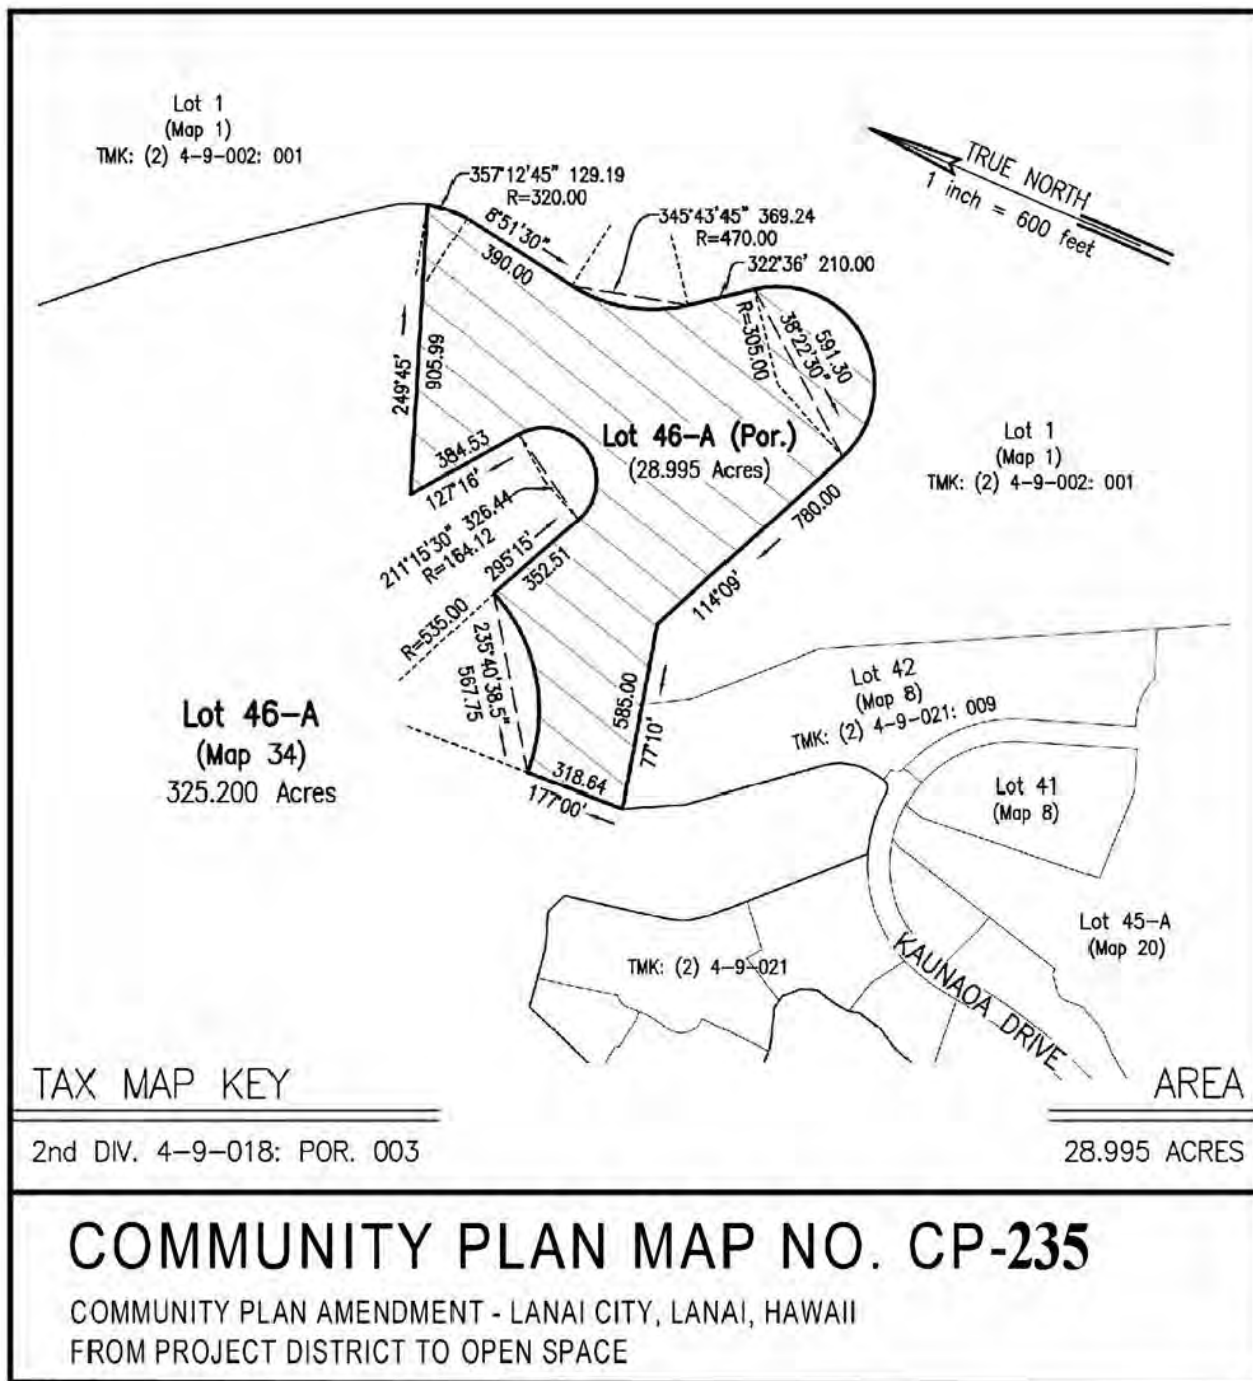 Lot 1
(Map 1)
TMK: (2) 4-9-002: 001
357°12'45" 129.19
R=320.00
8°51'30"
390.00
345°43'45" 369.24
R=470.00
322°36' 210.00
TRUE NORTH
1 inch = 600 feet
249°45'
905.99
R=305.00
38°22'30"
591.30
384.53
127°16'
Lot 46-A (Por.)
(28.995 Acres)
Lot 1
(Map 1)
TMK: (2) 4-9-002: 001
211°15'30" 326.44
R=164.12
295°15'
352.51
780.00
114°09'
R=535.00
235°40'38.5"
567.75
585.00
77°10'
318.64
177°00'
Lot 46-A
(Map 34)
325.200 Acres
Lot 42
(Map 8)
TMK: (2) 4-9-021: 009
Lot 41
(Map 8)
Lot 45-A
(Map 20)
TMK: (2) 4-9-021
KAUNAOA DRIVE
TAX MAP KEY
2nd DIV. 4-9-018: POR. 003
AREA
28.995 ACRES
COMMUNITY PLAN MAP NO. CP-235
COMMUNITY PLAN AMENDMENT - LANAI CITY, LANAI, HAWAII
FROM PROJECT DISTRICT TO OPEN SPACE